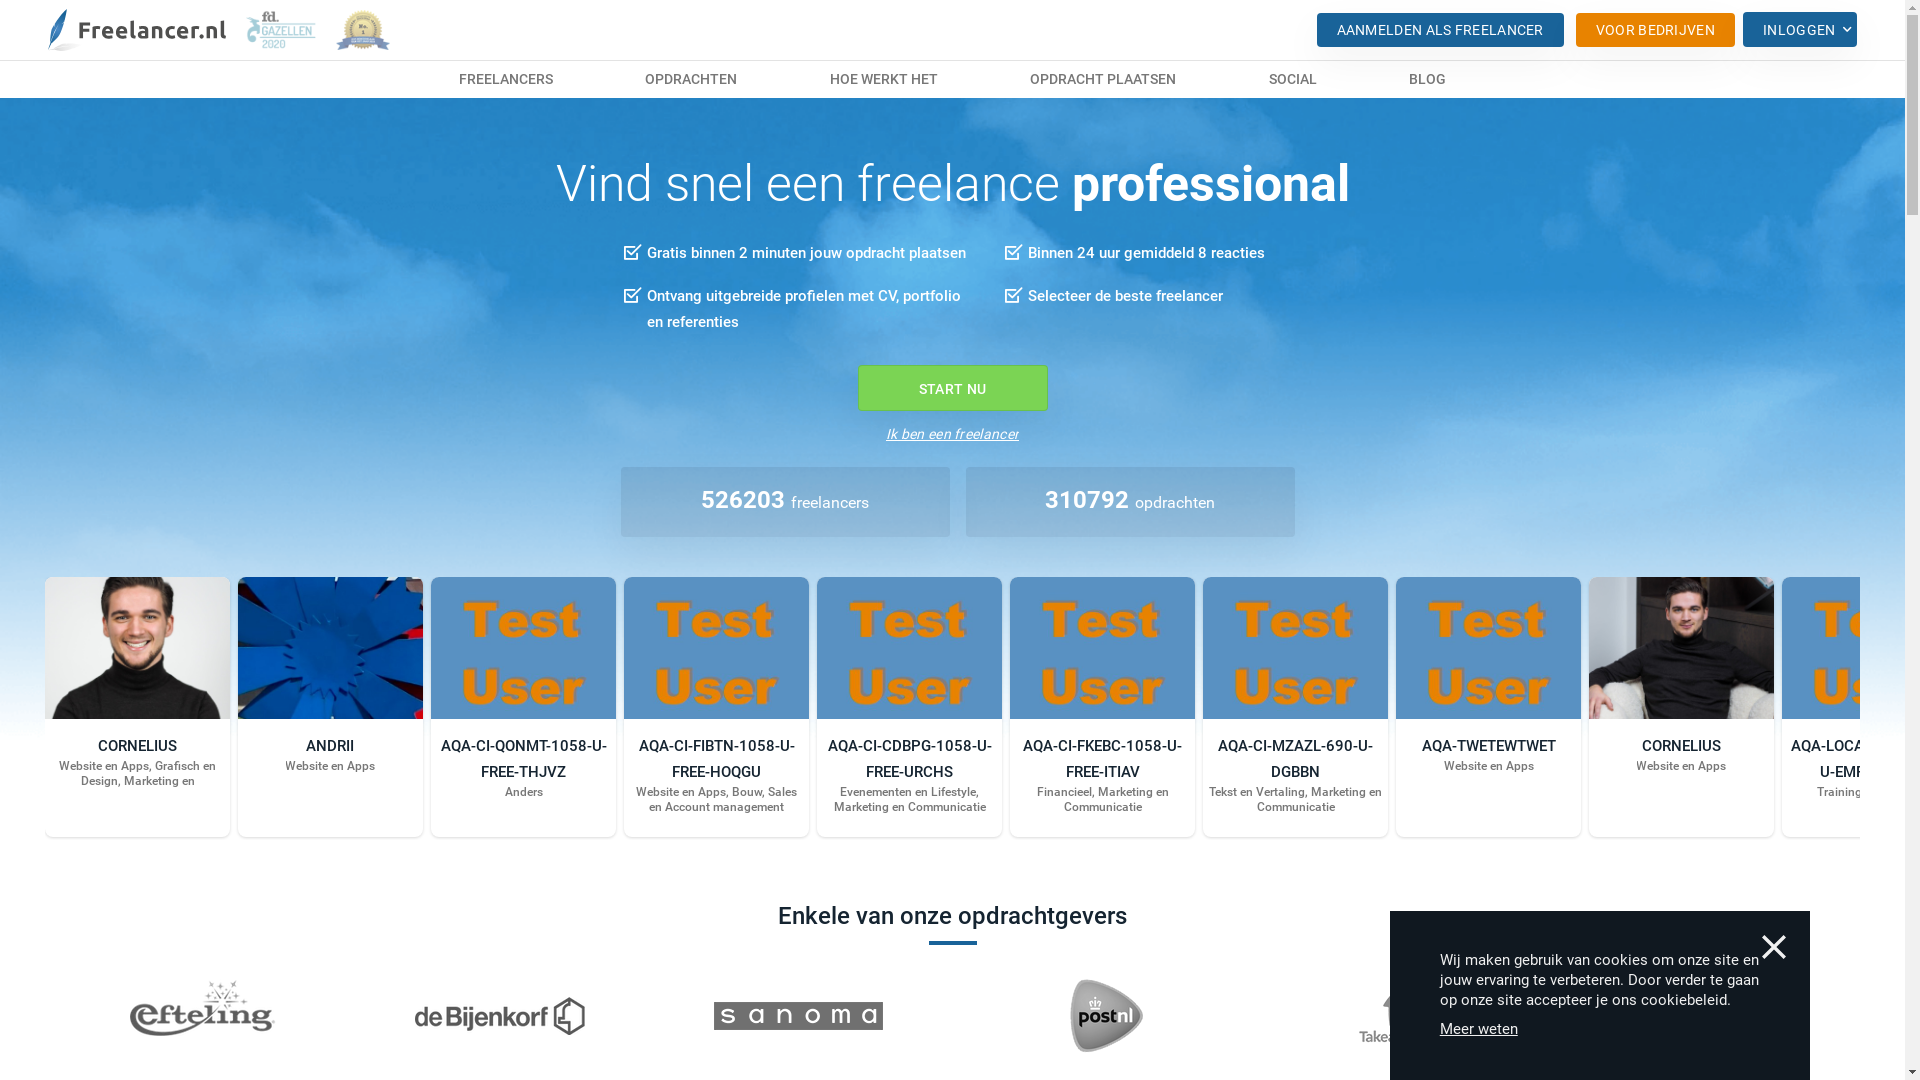 Freelancer.nl
fd.
GAZELLEN
2020
AANMELDEN ALS FREELANCER
VOOR BEDRIJVEN
INLOGGEN
FREELANCERS
OPDRACHTEN
HOE WERKT HET
OPDRACHT PLAATSEN
SOCIAL
BLOG
Vind snel een freelance professional
Gratis binnen 2 minuten jouw opdracht plaatsen
Binnen 24 uur gemiddeld 8 reacties
Ontvang uitgebreide profielen met CV, portfolio
en referenties
Selecteer de beste freelancer
START NU
Ik ben een freelancer
526203 freelancers
310792 opdrachten
CORNELIUS
Website en Apps, Grafisch en
Design, Marketing en
ANDRII
Website en Apps
Test
User
AQA-CI-QONMT-1058-U-
FREE-THJVZ
Anders
Test
User
AQA-CI-FIBTN-1058-U-
FREE-HOQGU
Website en Apps, Bouw, Sales
en Account management
Test
User
AQA-CI-CDBPG-1058-U-
FREE-URCHS
Evenementen en Lifestyle,
Marketing en Communicatie
Test
User
AQA-CI-FKEBC-1058-U-
FREE-ITIAV
Financieel, Marketing en
Communicatie
Test
User
AQA-CI-MZAZL-690-U-
DGBBN
Tekst en Vertaling, Marketing en
Communicatie
Test
User
AQA-TWETEWTWET
Website en Apps
CORNELIUS
Website en Apps
Te
Us
AQA-LOCA
U-EMF
Training
Enkele van onze opdrachtgevers
efteling
de Bijenkorf
sanoma
postnl
Takea
Wij maken gebruik van cookies om onze site en
jouw ervaring te verbeteren. Door verder te gaan
op onze site accepteer je ons cookiebeleid.
Meer weten